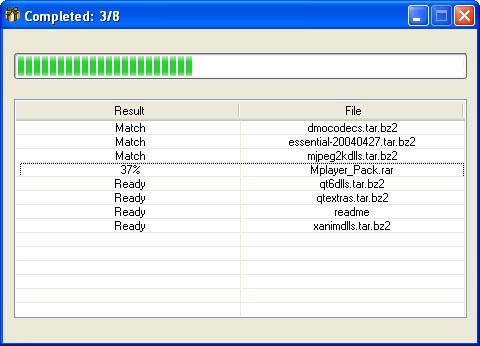 Completed: 3/8
Result File
Match dmocodecs.tar.bz2
Match essential-20040427.tar.bz2
Match mjpeg2kdlls.tar.bz2
37% Mplayer_Pack.rar
Ready qt6dlls.tar.bz2
Ready qtextras.tar.bz2
Ready readme
Ready xanimdlls.tar.bz2